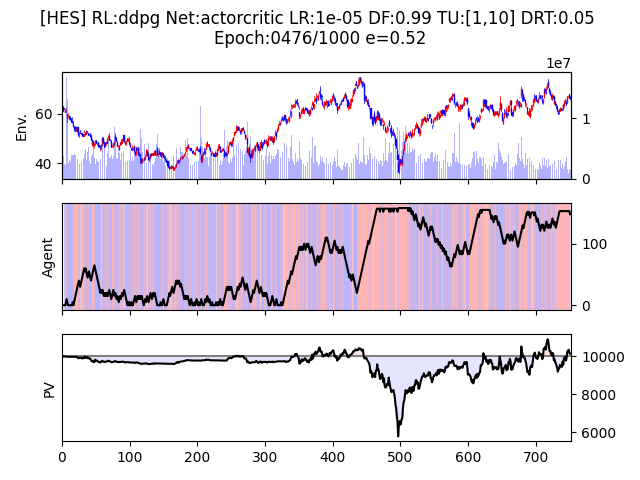 [HES] RL:ddpg Net:actorcritic LR:1e-05 DF:0.99 TU:[1,10] DRT:0.05
Epoch:0476/1000 e=0.52
1e7
Env.
60
40
1
0
Agent
100
0
PV
10000
8000
6000
0 100 200 300 400 500 600 700